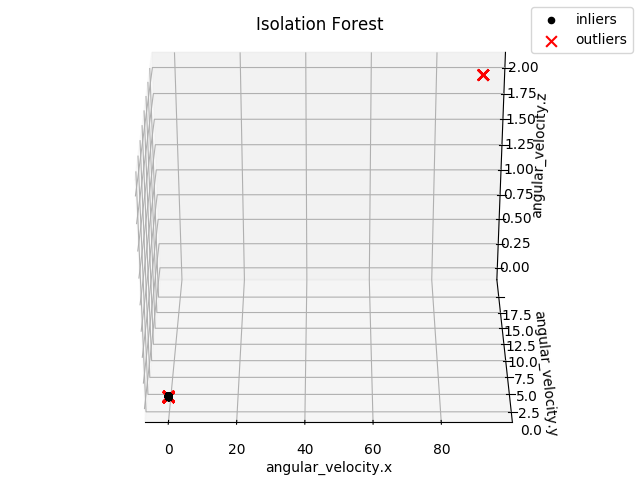 Isolation Forest
inliers
outliers
2.00
1.75
1.50
1.25
1.00
0.75
0.50
0.25
0.00
angular_velocity.z
17.5
15.0
12.5
10.0
7.5
5.0
2.5
0.0
angular_velocity.y
0 20 40 60 80
angular_velocity.x